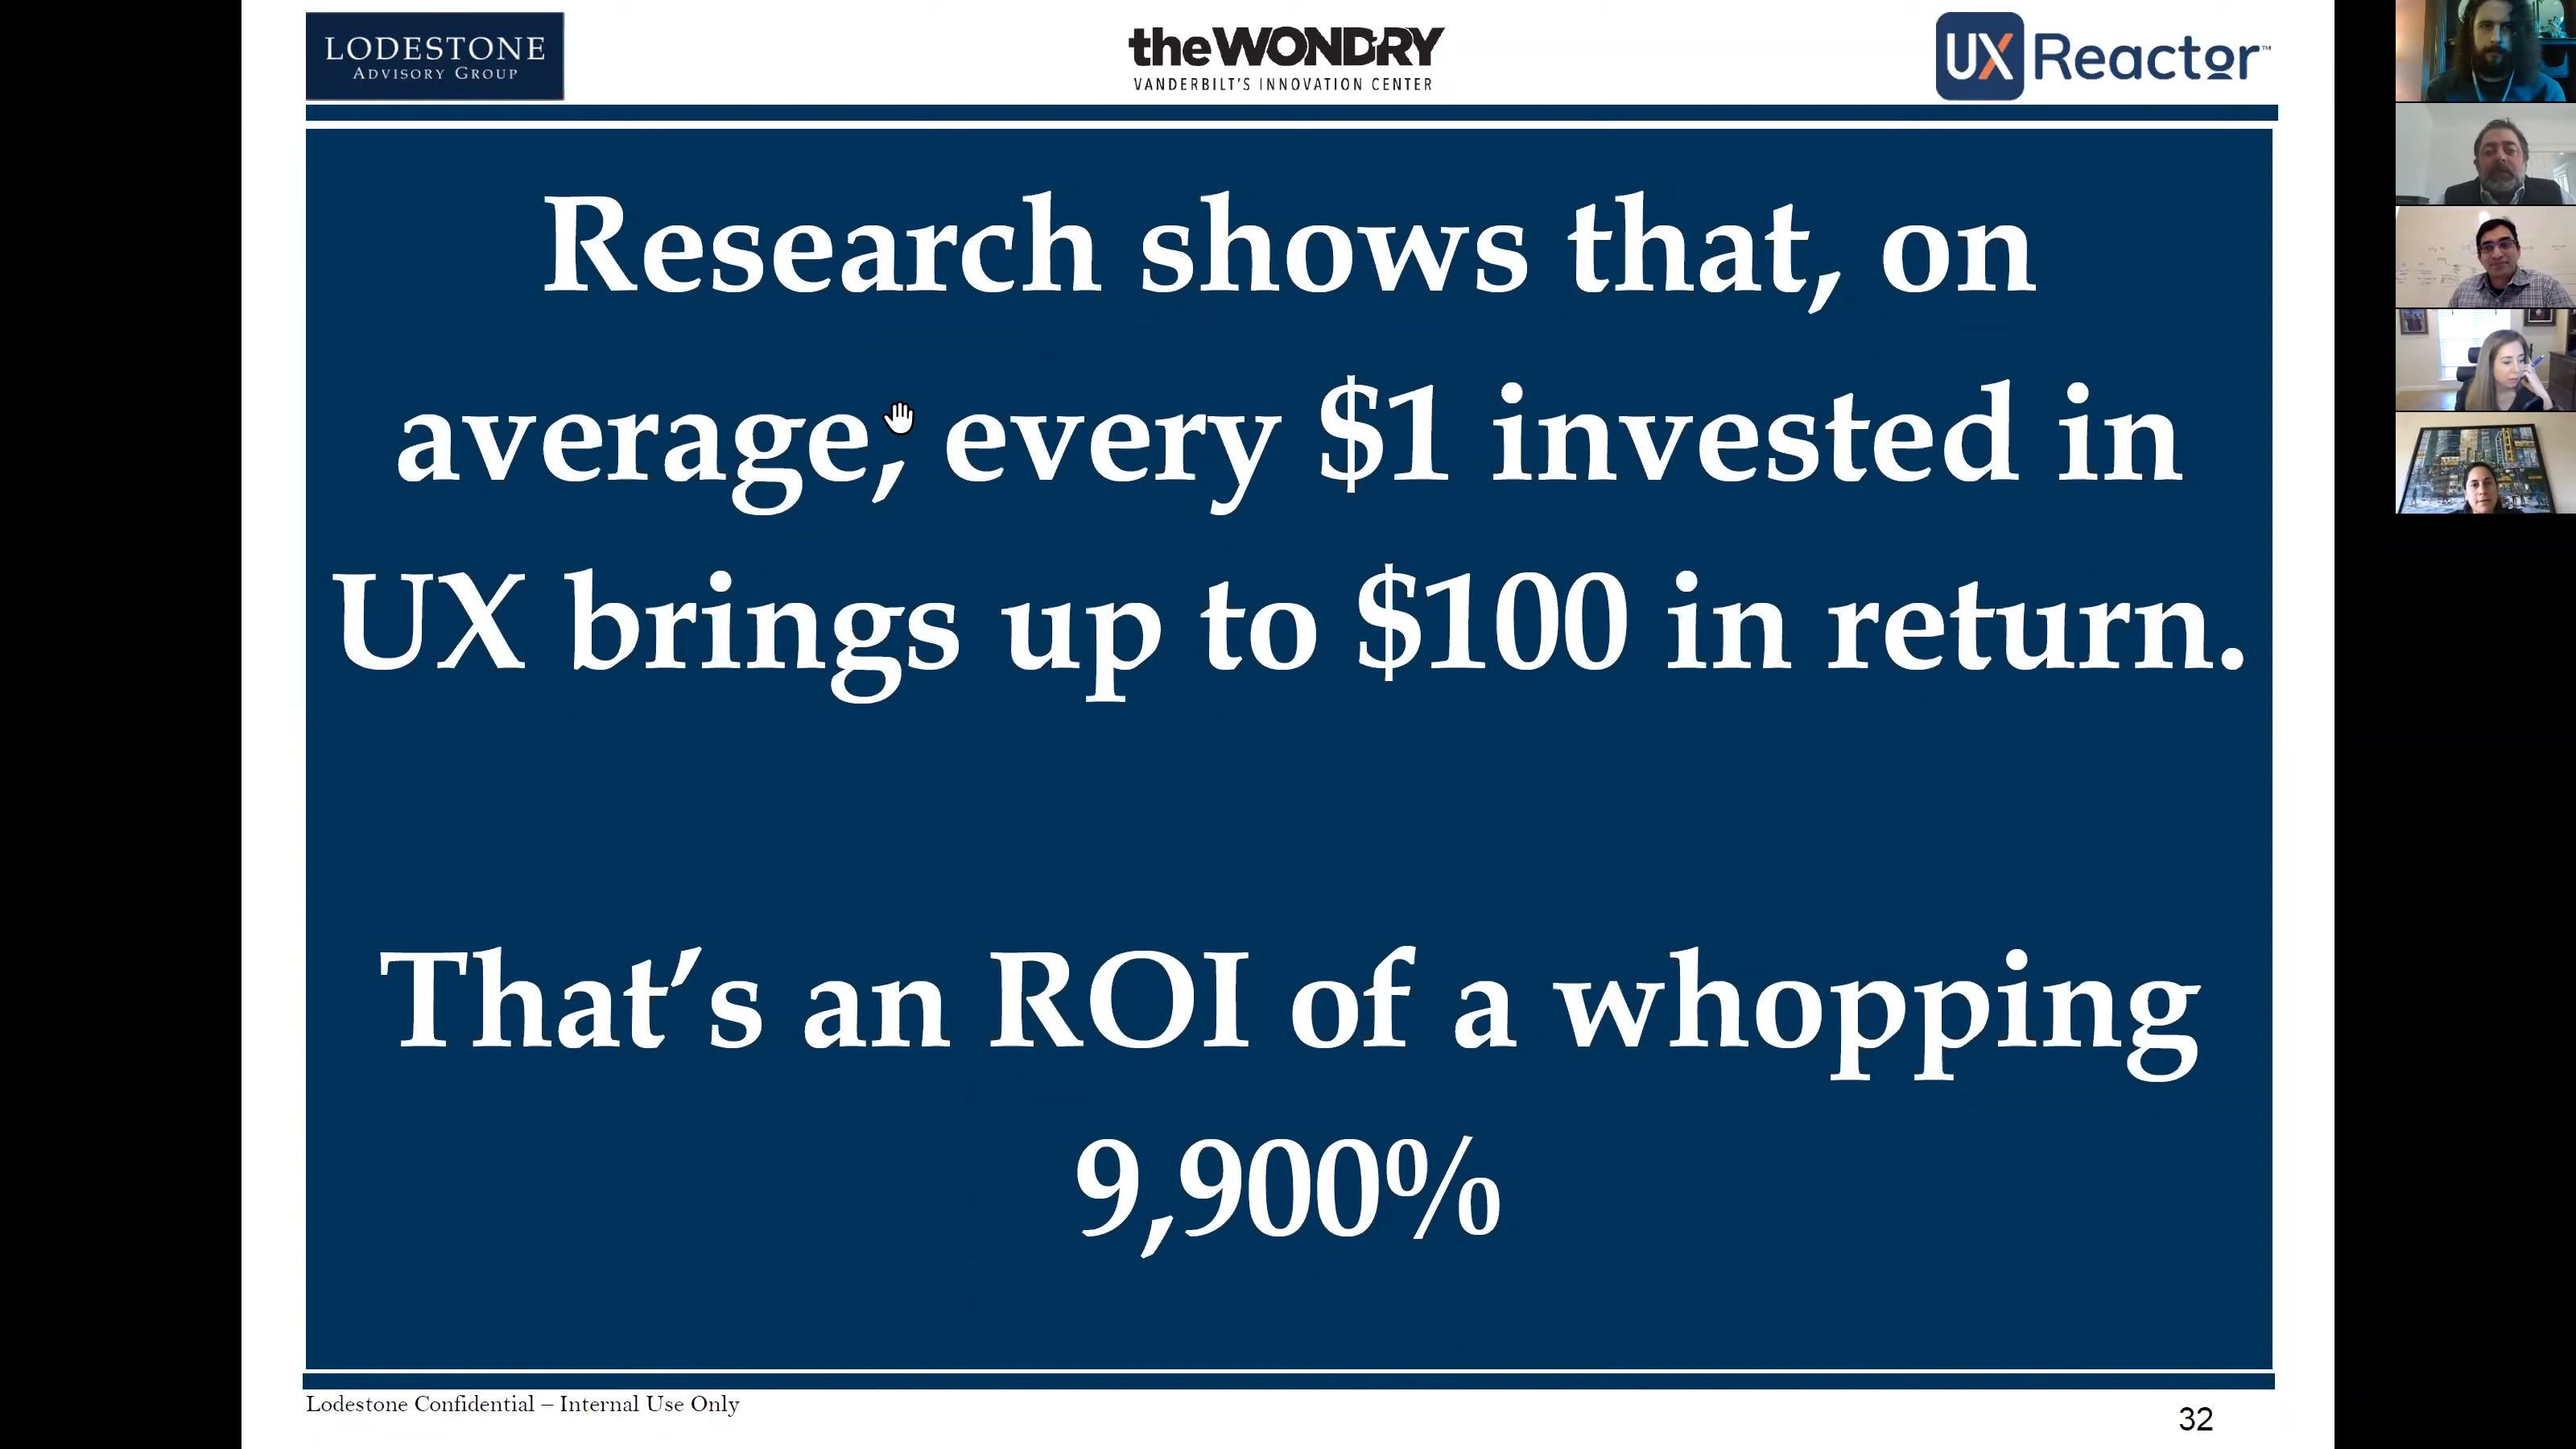 LODESTONE
ADVISORY GROUP
theWONDRY
VANDERBILT'S INNOVATION CENTER
UX Reactor™
Research shows that, on
average, every $1 invested in
UX brings up to $100 in return.
That's an ROI of a whopping
9,900%
Lodestone Confidential – Internal Use Only
32